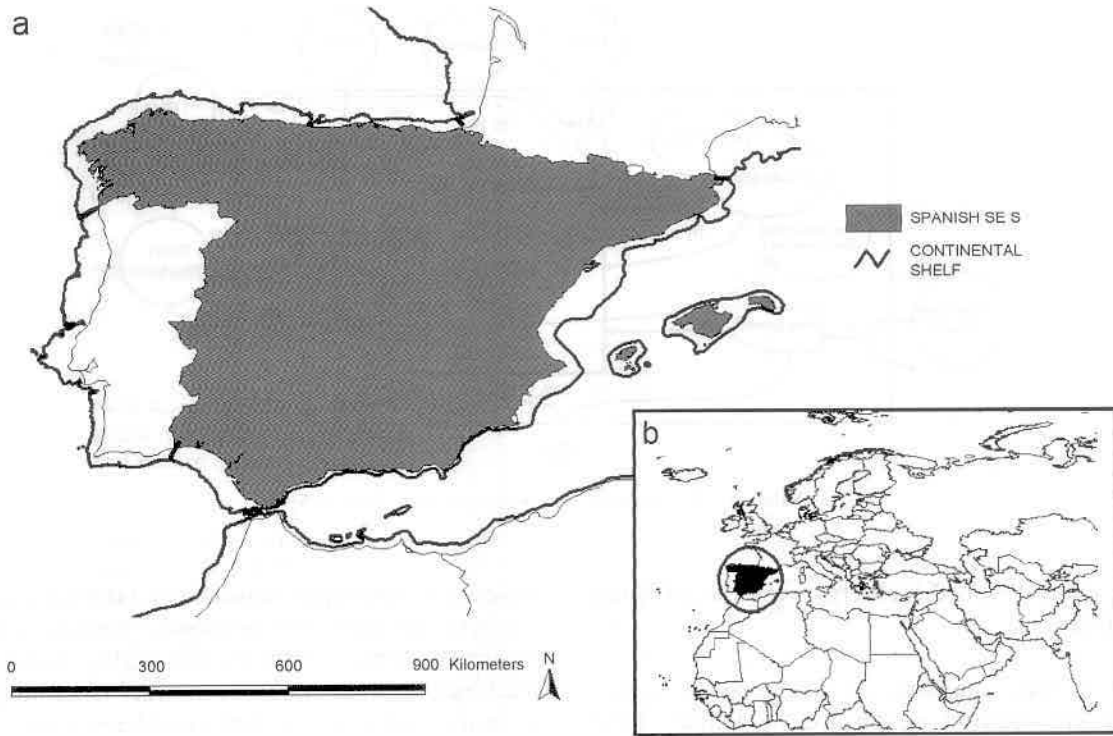 a
SPANISH SE S
CONTINENTAL
SHELF
b
0 300 600 900 Kilometers
N